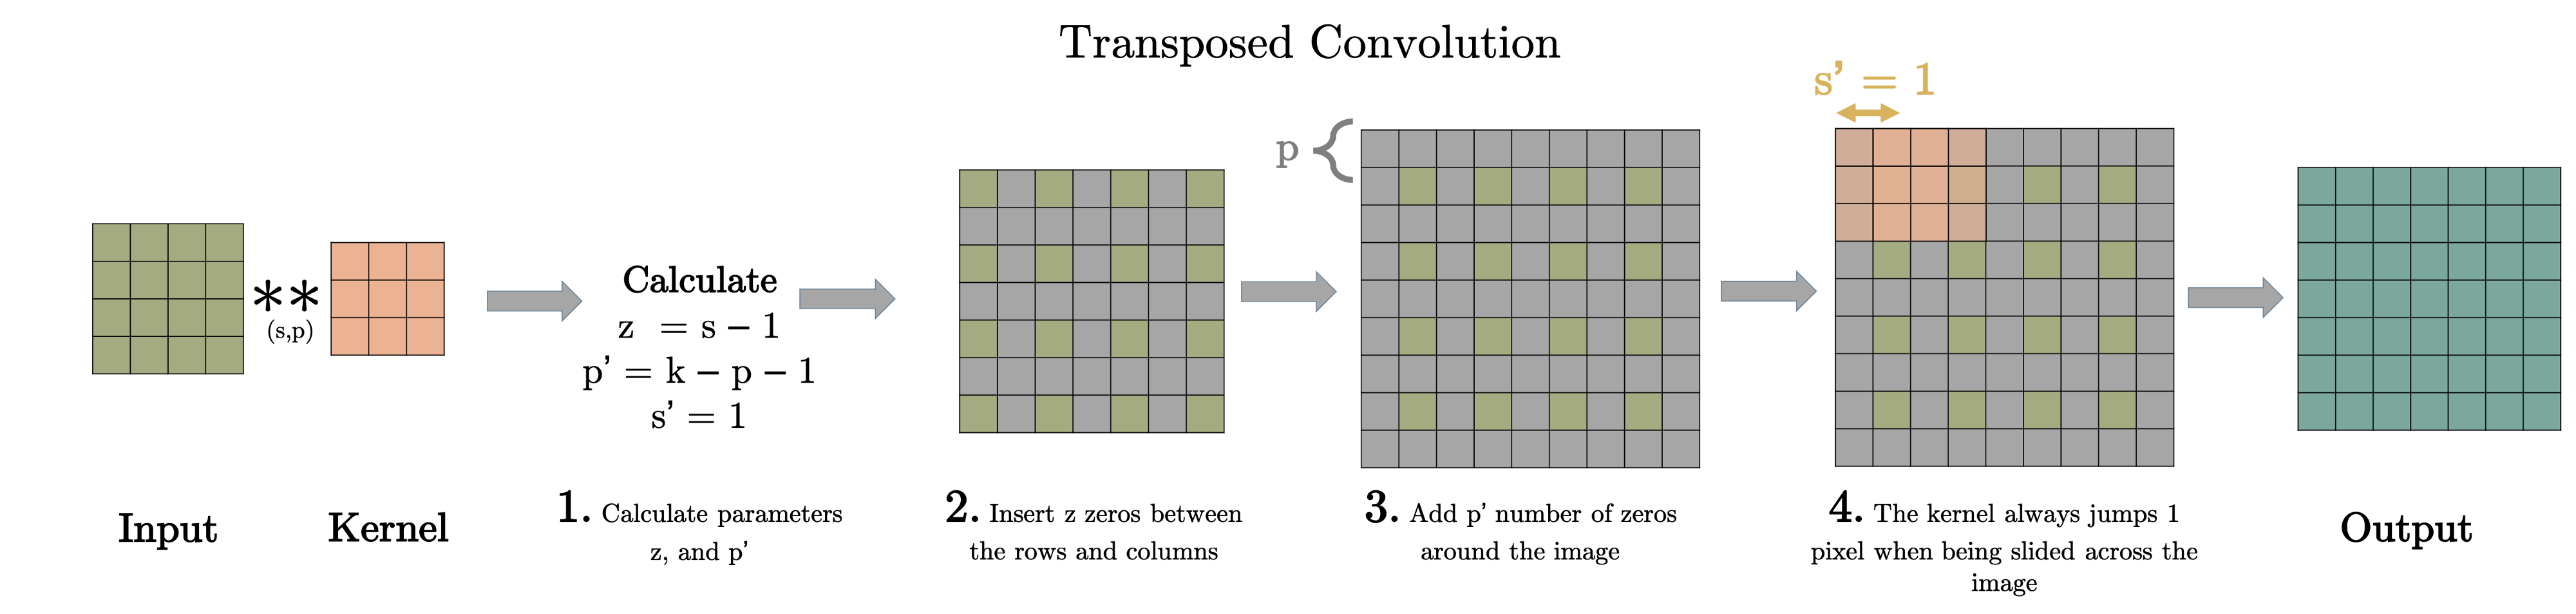 Transposed Convolution
s’ = 1
p
**
(s,p)
Calculate
z = s − 1
p’ = k − p − 1
s’ = 1
Input
Kernel
1. Calculate parameters
z, and p’
2. Insert z zeros between
the rows and columns
3. Add p’ number of zeros
around the image
4. The kernel always jumps 1
pixel when being slided across the
image
Output